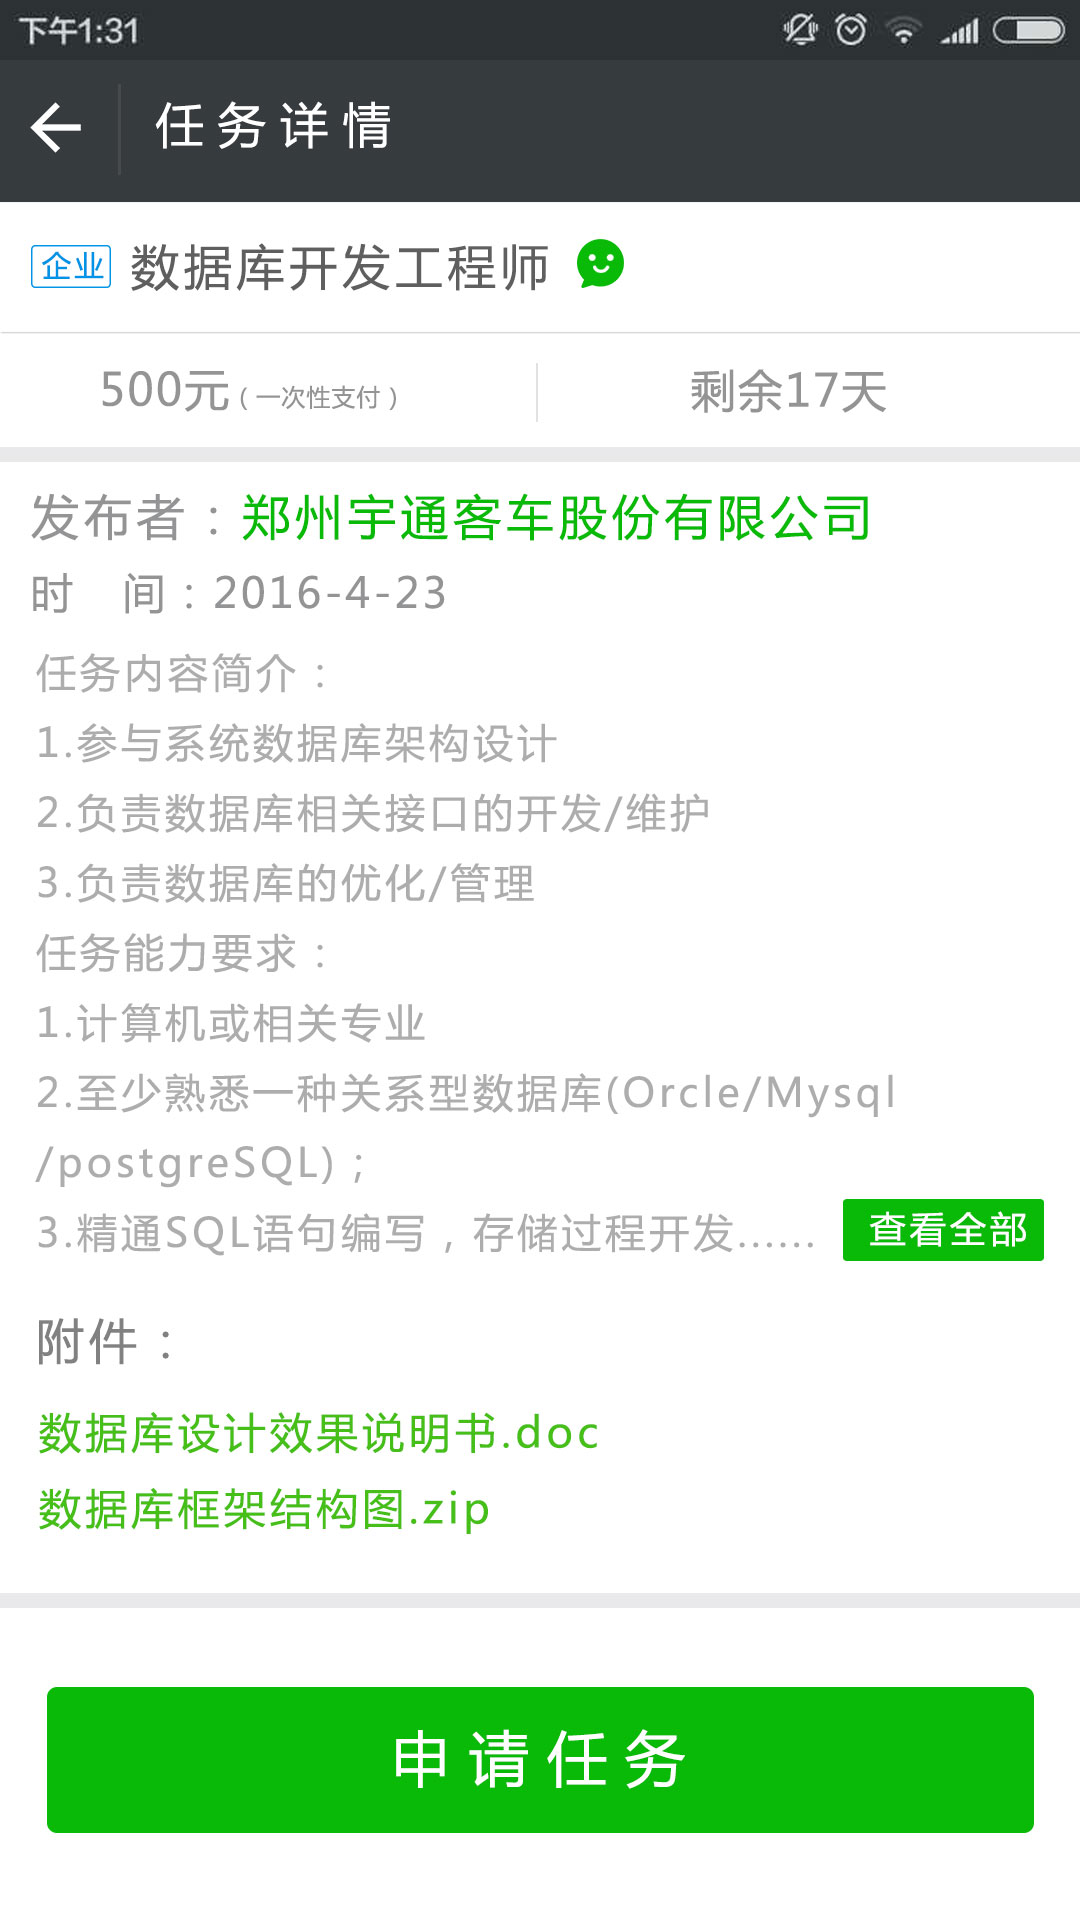 下午1:31
任务详情
企业 数据库开发工程师
500元（一次性支付） 剩余17天
发布者：郑州宇通客车股份有限公司
时 间：2016-4-23
任务内容简介：
1.参与系统数据库架构设计
2.负责数据库相关接口的开发/维护
3.负责数据库的优化/管理
任务能力要求：
1.计算机或相关专业
2.至少熟悉一种关系型数据库(Orcle/Mysql
/postgreSQL)；
3.精通SQL语句编写，存储过程开发...... 查看全部
附件：
数据库设计效果说明书.doc
数据库框架结构图.zip
申请任务